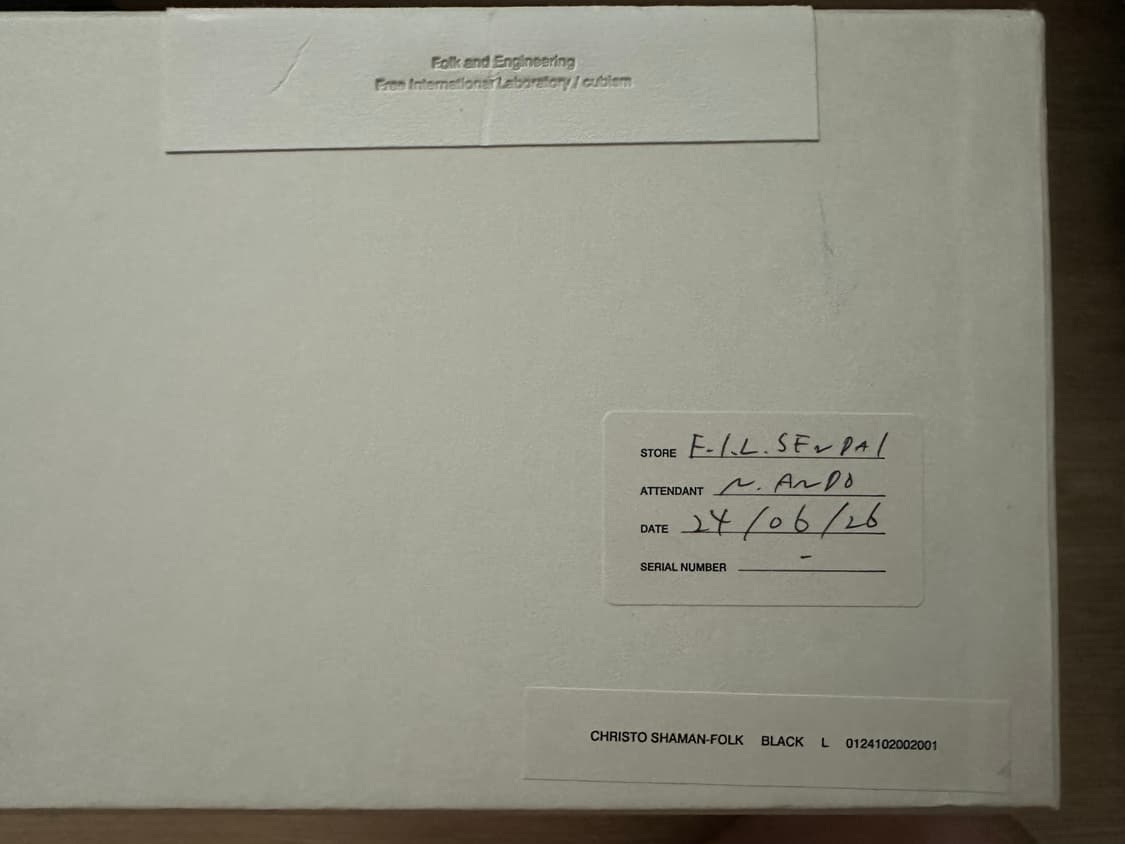 Folk and Engineering
Free International Laboratory / cubism
STORE F.I.L. SENDAI
ATTENDANT N. ANDO
DATE 24/06/26
SERIAL NUMBER -
CHRISTO SHAMAN-FOLK BLACK L 0124102002001